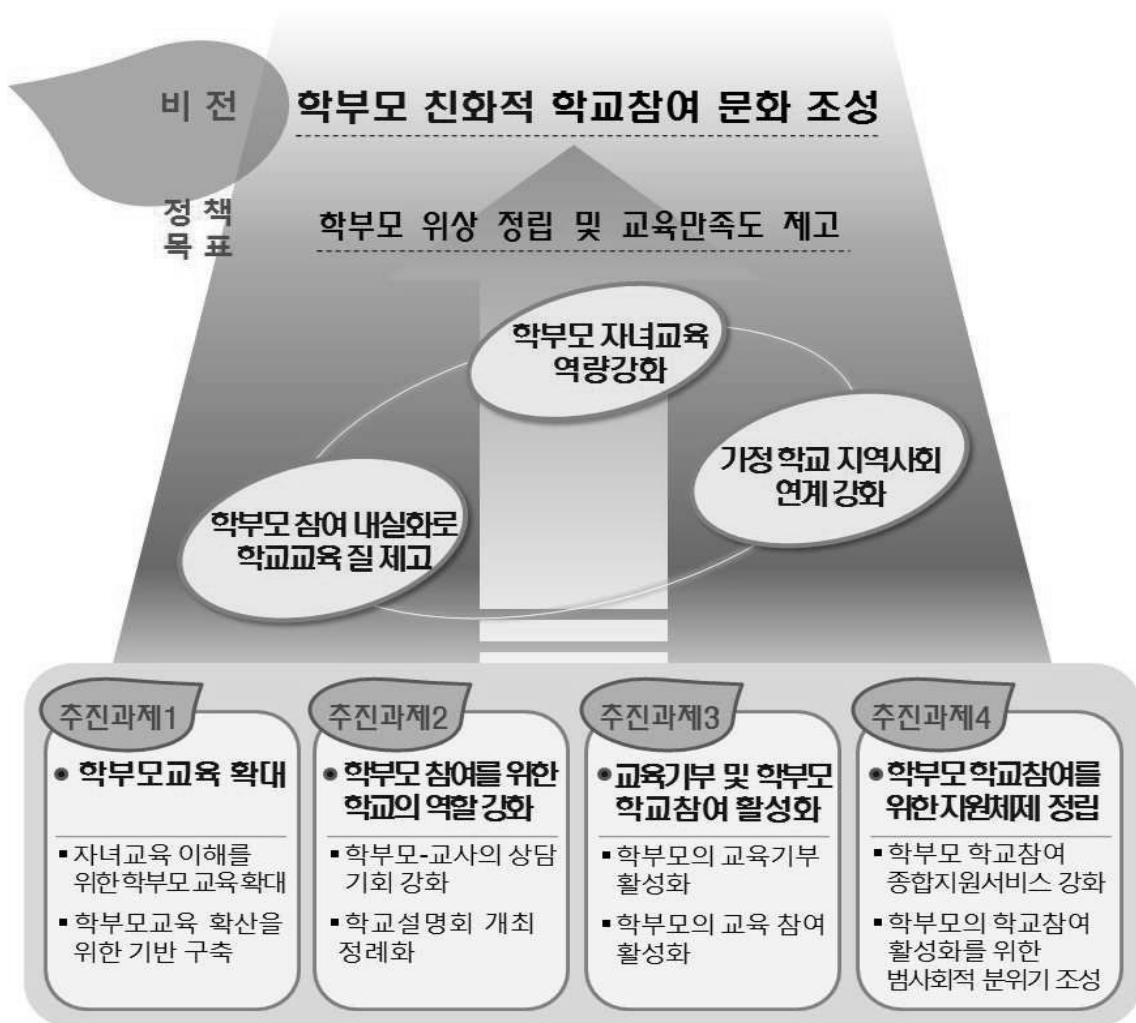 비 전
학부모 친화적 학교참여 문화 조성
정 책
목 표
학부모 위상 정립 및 교육만족도 제고
학부모 자녀교육
역량강화
가정 학교 지역사회
연계 강화
학부모 참여 내실화로
학교교육 질 제고
추진과제1
● 학부모교육 확대
▪ 자녀교육 이해를
위한 학부모 교육 확대
▪ 학부모교육 확산을
위한 기반 구축
추진과제2
● 학부모 참여를 위한
학교의 역할 강화
▪ 학부모-교사의 상담
기회 강화
▪ 학교설명회 개최
정례화
추진과제3
● 교육기부 및 학부모
학교참여 활성화
▪ 학부모의 교육기부
활성화
▪ 학부모의 교육 참여
활성화
추진과제4
● 학부모 학교참여를
위한 지원체제 정립
▪ 학부모 학교참여
종합지원서비스 강화
▪ 학부모의 학교참여
활성화를 위한
범사회적 분위기 조성